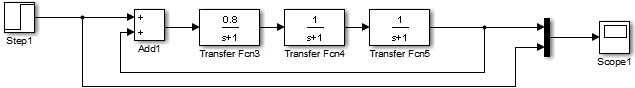 +
+
0.8
s+1
1
s+1
1
s+1
Step1
Add1
Transfer Fcn3
Transfer Fcn4
Transfer Fcn5
Scope1